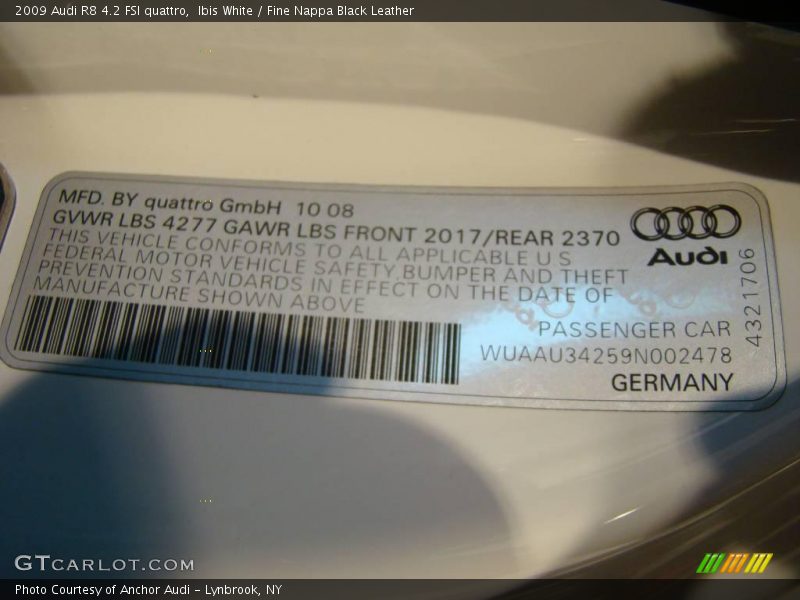 2009 Audi R8 4.2 FSI quattro, Ibis White / Fine Nappa Black Leather
MFD. BY quattro GmbH 10 08
GVWR LBS 4277 GAWR LBS FRONT 2017/REAR 2370
THIS VEHICLE CONFORMS TO ALL APPLICABLE U S
FEDERAL MOTOR VEHICLE SAFETY,BUMPER AND THEFT
PREVENTION STANDARDS IN EFFECT ON THE DATE OF
MANUFACTURE SHOWN ABOVE
Audi
4321706
PASSENGER CAR
WUAAU34259N002478
GERMANY
GTCARLOT.COM
Photo Courtesy of Anchor Audi - Lynbrook, NY